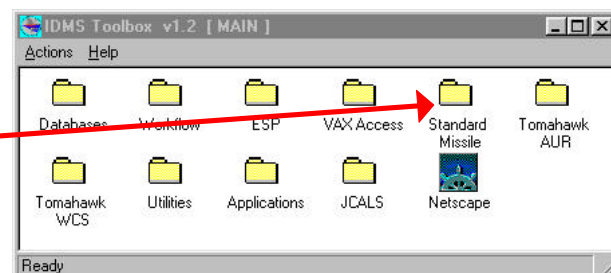 IDMS Toolbox v1.2 [ MAIN ]
Actions Help
Databases Workflow ESP VAX Access Standard Missile Tomahawk AUR
Tomahawk WCS Utilities Applications JCALS Netscape
Ready